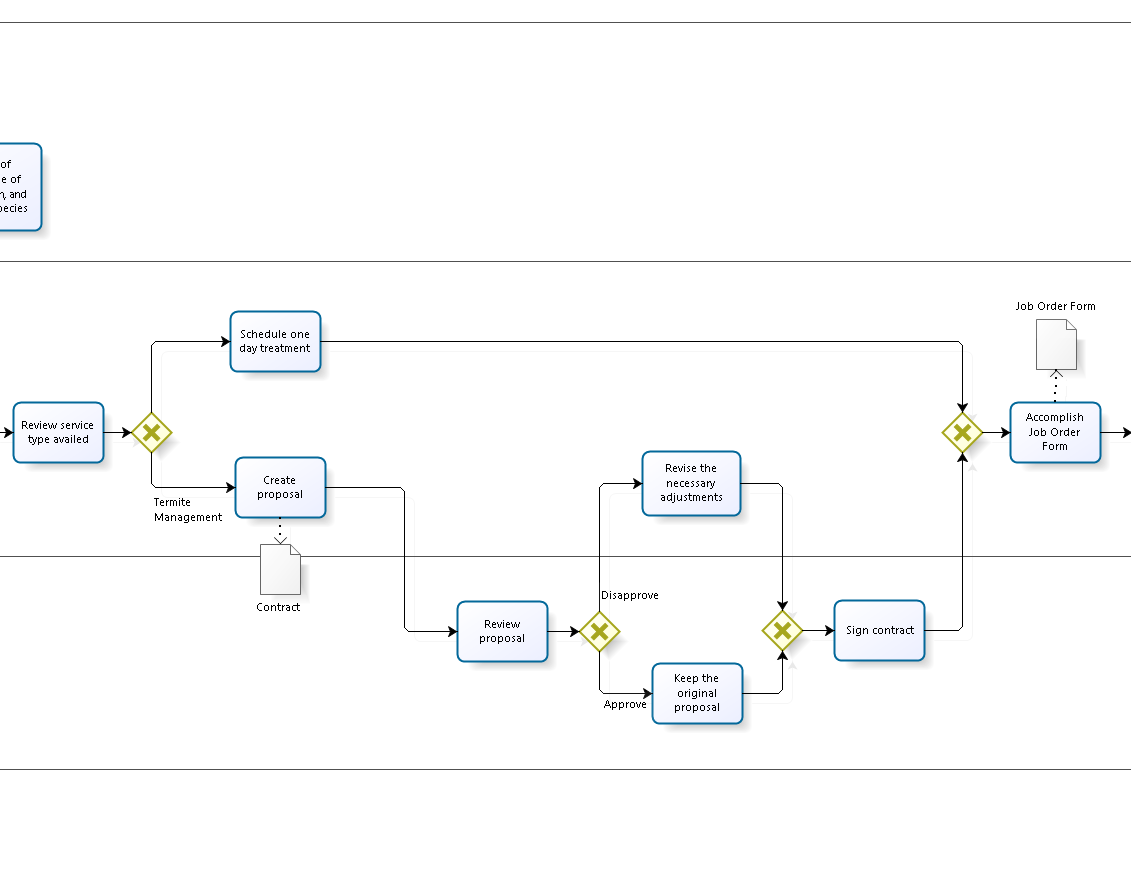 of
e of
n, and
pecies
Job Order Form
Schedule one
day treatment
Review service
type availed
Accomplish
Job Order
Form
Create
proposal
Termite
Management
Revise the
necessary
adjustments
Contract
Disapprove
Review
proposal
Sign contract
Keep the
original
proposal
Approve